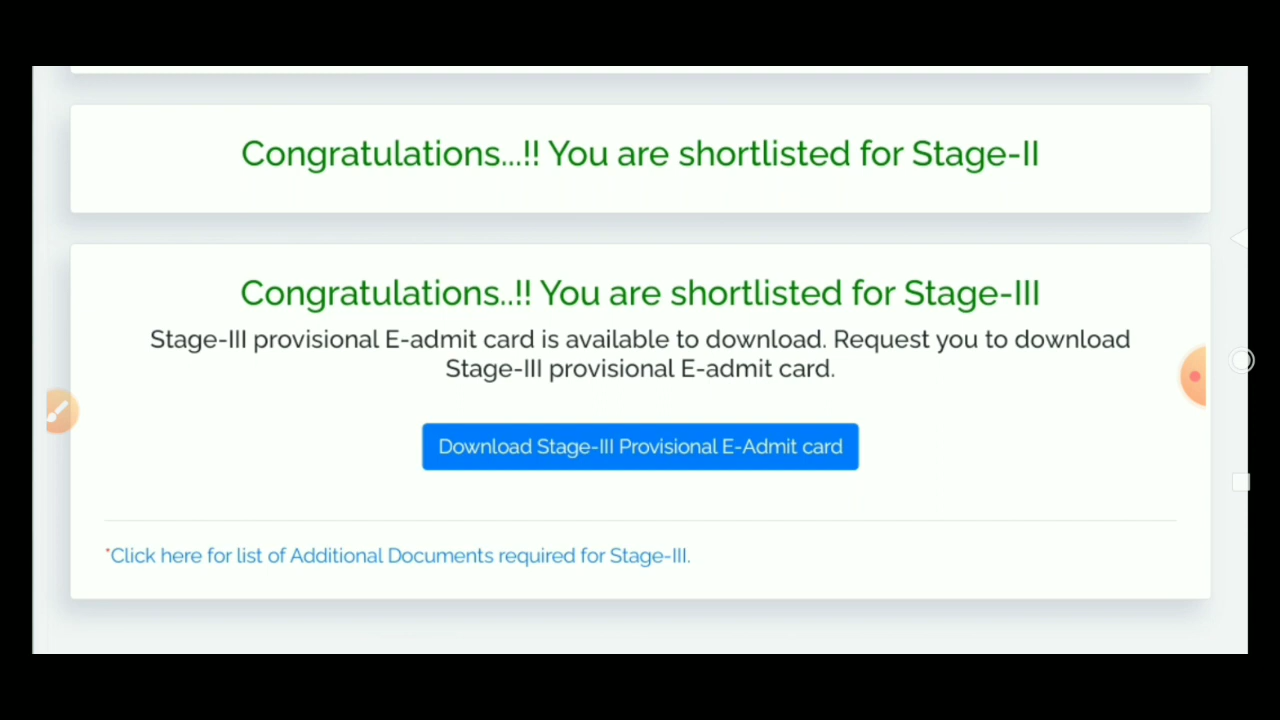 Congratulations...!! You are shortlisted for Stage-II
Congratulations..!! You are shortlisted for Stage-III
Stage-III provisional E-admit card is available to download. Request you to download
Stage-III provisional E-admit card.
Download Stage-III Provisional E-Admit card
*Click here for list of Additional Documents required for Stage-III.